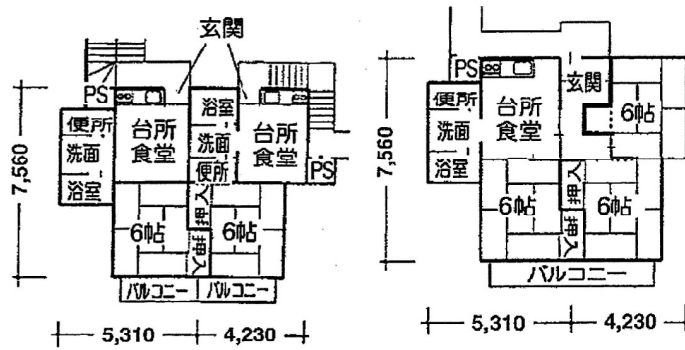 玄関
PS
浴室
便所
台所
食堂
洗面
台所
食堂
洗面
浴室
便所
PS
7,560
6帖
押入
押入
6帖
バルコニー
バルコニー
5,310
4,230
PS
玄関
便所
台所
食堂
6帖
洗面
浴室
7,560
6帖
押入
押入
6帖
バルコニー
5,310
4,230